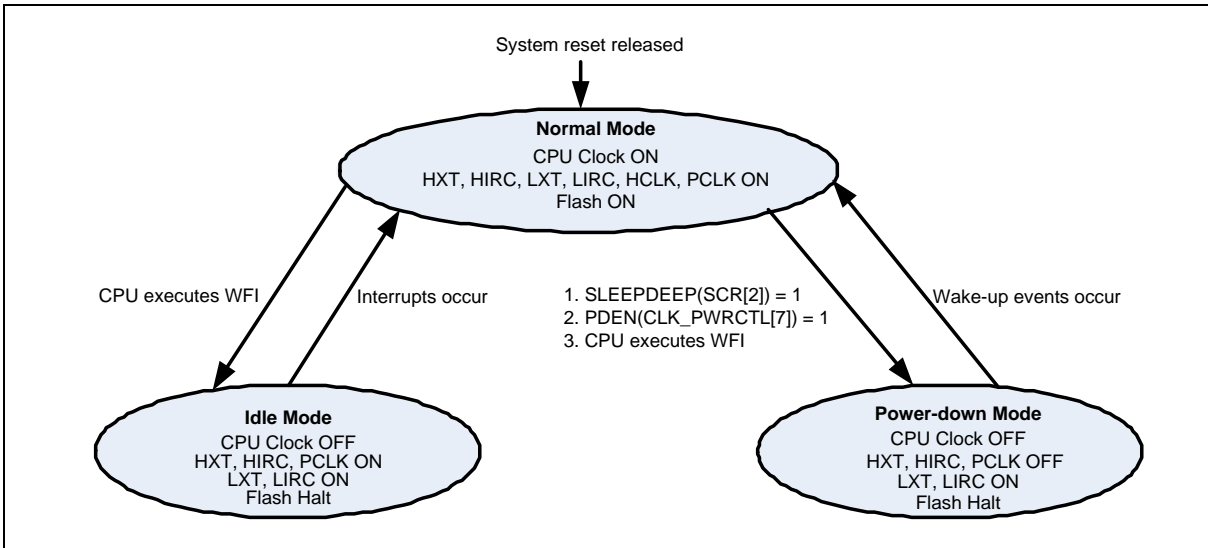 System reset released
Normal Mode
CPU Clock ON
HXT, HIRC, LXT, LIRC, HCLK, PCLK ON
Flash ON
CPU executes WFI
Interrupts occur
1. SLEEPDEEP(SCR[2]) = 1
2. PDEN(CLK_PWRCTL[7]) = 1
3. CPU executes WFI
Wake-up events occur
Idle Mode
CPU Clock OFF
HXT, HIRC, PCLK ON
LXT, LIRC ON
Flash Halt
Power-down Mode
CPU Clock OFF
HXT, HIRC, PCLK OFF
LXT, LIRC ON
Flash Halt